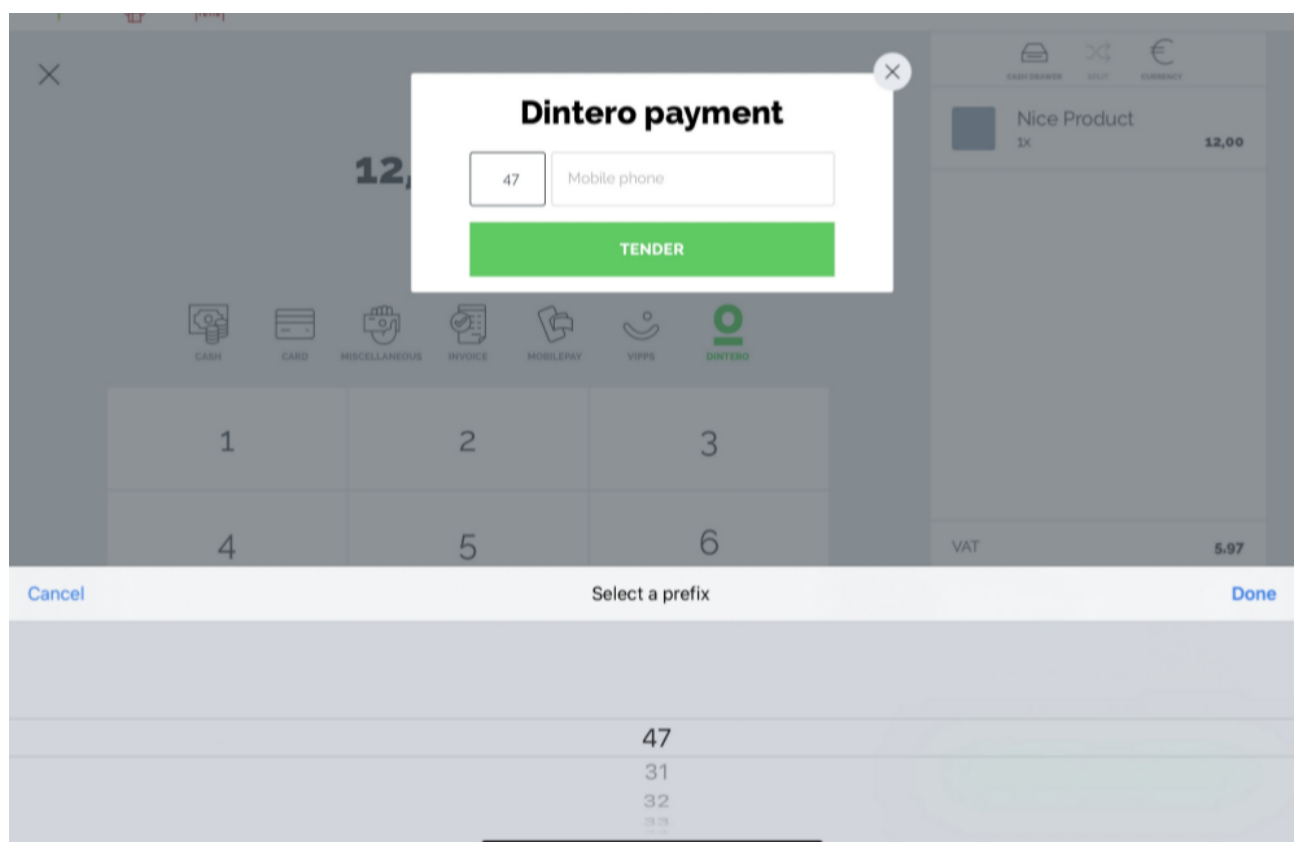 Dintero payment
47
Mobile phone
TENDER
12,
CASH DRAWER
SPLIT
CURRENCY
Nice Product
1x
12,00
CASH
CARD
MISCELLANEOUS
INVOICE
MOBILEPAY
VIPPS
DINTERO
1 2 3
4 5 6
VAT 5.97
Cancel Select a prefix Done
47
31
32
33